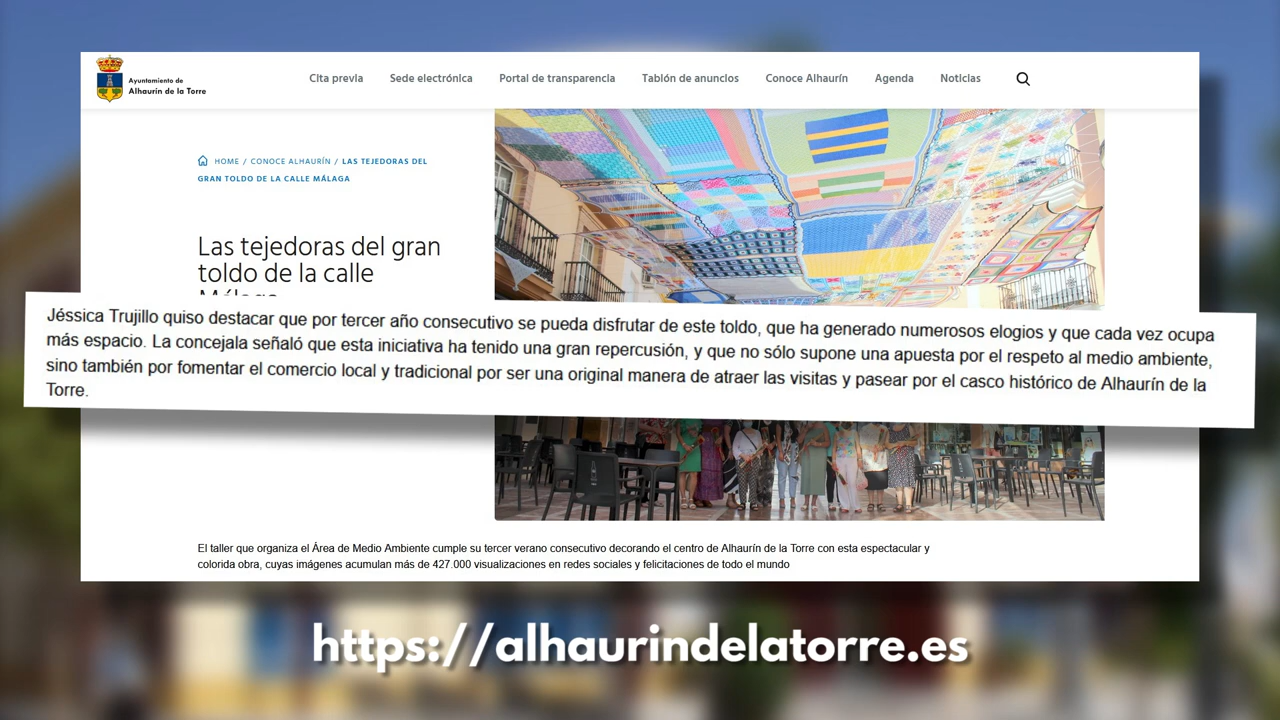 Ayuntamiento de
Alhaurín de la Torre
Cita previa
Sede electrónica
Portal de transparencia
Tablón de anuncios
Conoce Alhaurín
Agenda
Noticias
HOME / CONOCE ALHAURÍN / LAS TEJEDORAS DEL
GRAN TOLDO DE LA CALLE MÁLAGA
Las tejedoras del gran
toldo de la calle
Málaga
Jéssica Trujillo quiso destacar que por tercer año consecutivo se pueda disfrutar de este toldo, que ha generado numerosos elogios y que cada vez ocupa
más espacio. La concejala señaló que esta iniciativa ha tenido una gran repercusión, y que no sólo supone una apuesta por el respeto al medio ambiente,
sino también por fomentar el comercio local y tradicional por ser una original manera de atraer las visitas y pasear por el casco histórico de Alhaurín de la
Torre.
El taller que organiza el Área de Medio Ambiente cumple su tercer verano consecutivo decorando el centro de Alhaurín de la Torre con esta espectacular y
colorida obra, cuyas imágenes acumulan más de 427.000 visualizaciones en redes sociales y felicitaciones de todo el mundo
https://alhaurindelatorre.es